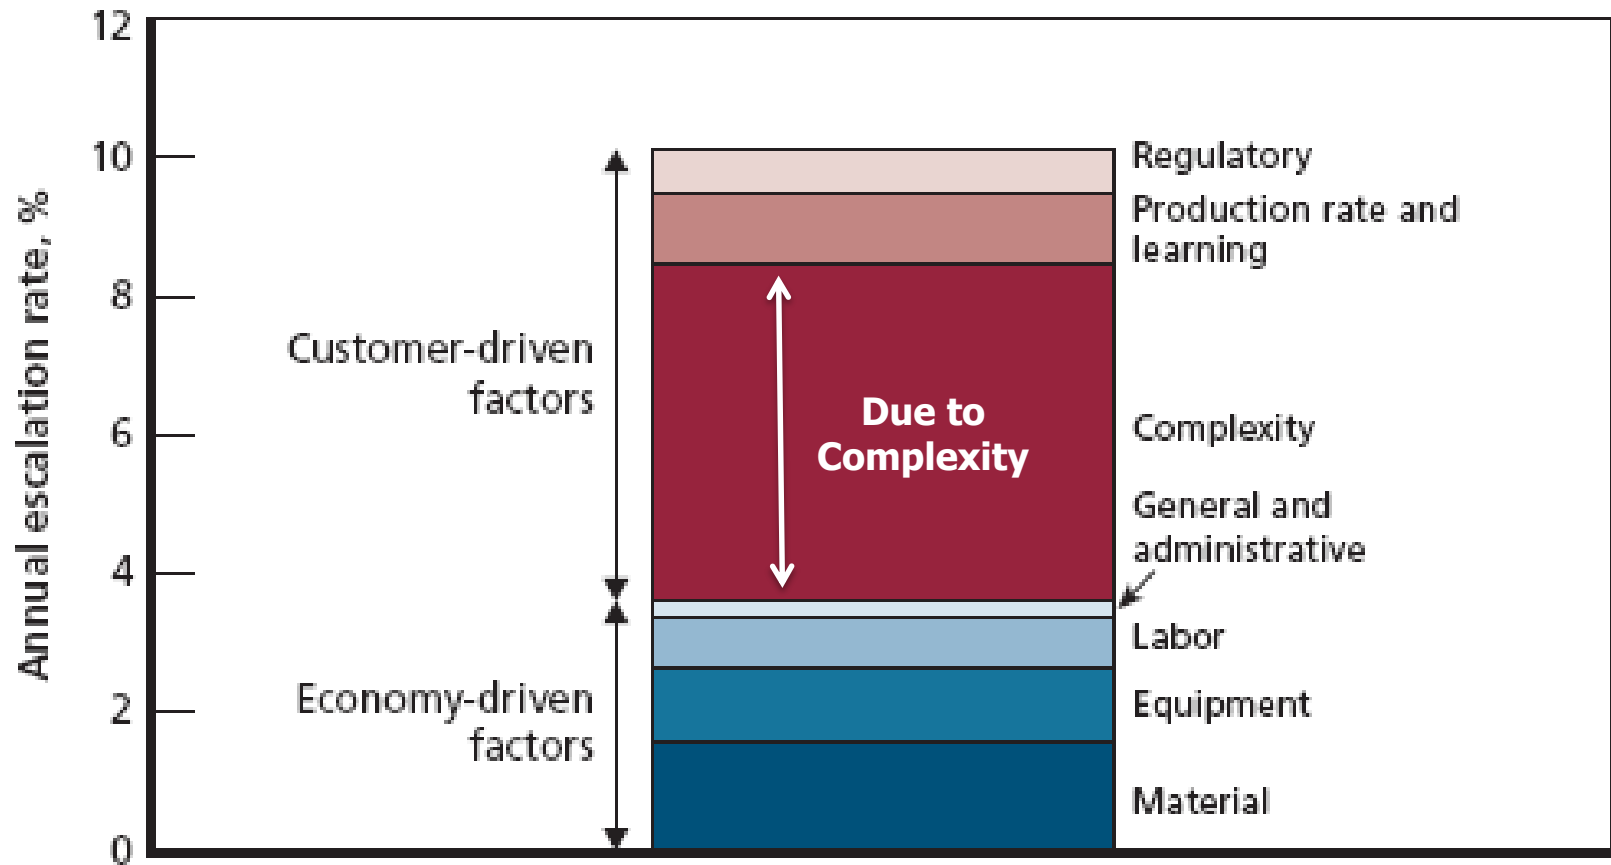 Annual escalation rate, %
12
10
8
6
4
2
0
Customer-driven
factors
Economy-driven
factors
Due to
Complexity
Regulatory
Production rate and
learning
Complexity
General and
administrative
Labor
Equipment
Material